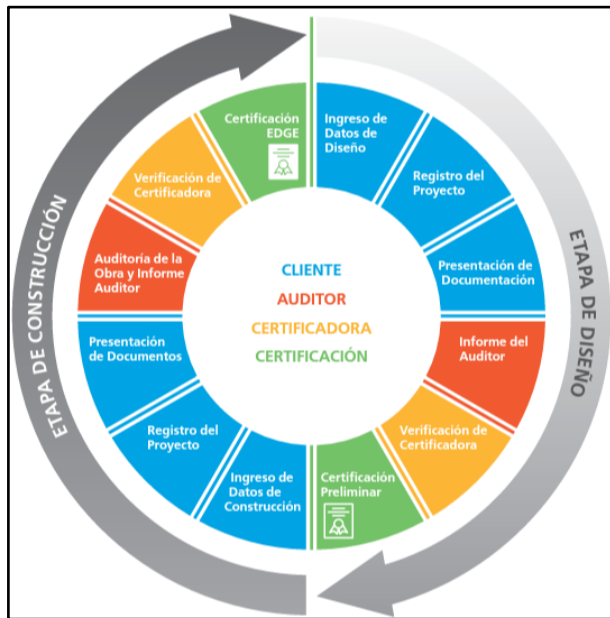 Ingreso de
Datos de
Diseño
Registro del
Proyecto
Presentación de
Documentación
Informe del
Auditor
Verificación de
Certificadora
Certificación
Preliminar
Ingreso de
Datos de
Construcción
Registro del
Proyecto
Presentación
de Documentos
Auditoría de la
Obra y Informe
Auditor
Verificación de
Certificadora
Certificación
EDGE
CLIENTE
AUDITOR
CERTIFICADORA
CERTIFICACIÓN
ETAPA DE DISEÑO
ETAPA DE CONSTRUCCIÓN